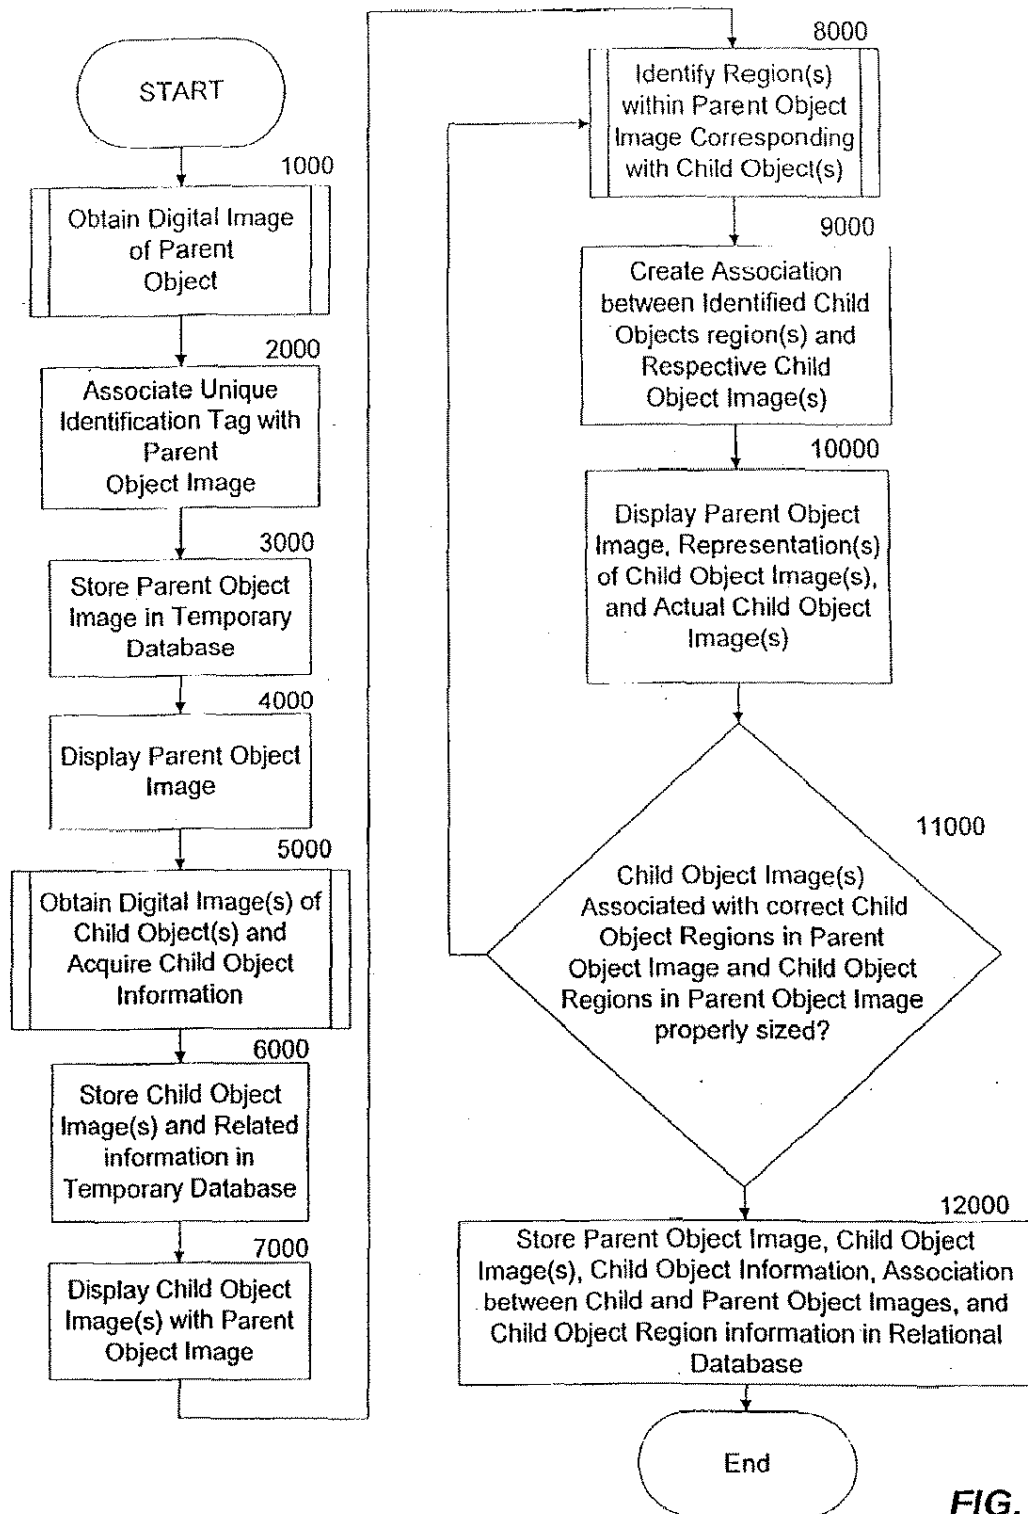 START
1000
Obtain Digital Image
of Parent
Object
2000
Associate Unique
Identification Tag with
Parent
Object Image
3000
Store Parent Object
Image in Temporary
Database
4000
Display Parent Object
Image
5000
Obtain Digital Image(s) of
Child Object(s) and
Acquire Child Object
Information
6000
Store Child Object
Image(s) and Related
information in
Temporary Database
7000
Display Child Object
Image(s) with Parent
Object Image
8000
Identify Region(s)
within Parent Object
Image Corresponding
with Child Object(s)
9000
Create Association
between Identified Child
Objects region(s) and
Respective Child
Object Image(s)
10000
Display Parent Object
Image, Representation(s)
of Child Object Image(s),
and Actual Child Object
Image(s)
11000
Child Object Image(s)
Associated with correct Child
Object Regions in Parent
Object Image and Child Object
Regions in Parent Object Image
properly sized?
12000
Store Parent Object Image, Child Object
Image(s), Child Object Information, Association
between Child and Parent Object Images, and
Child Object Region information in Relational
Database
End
FIG.